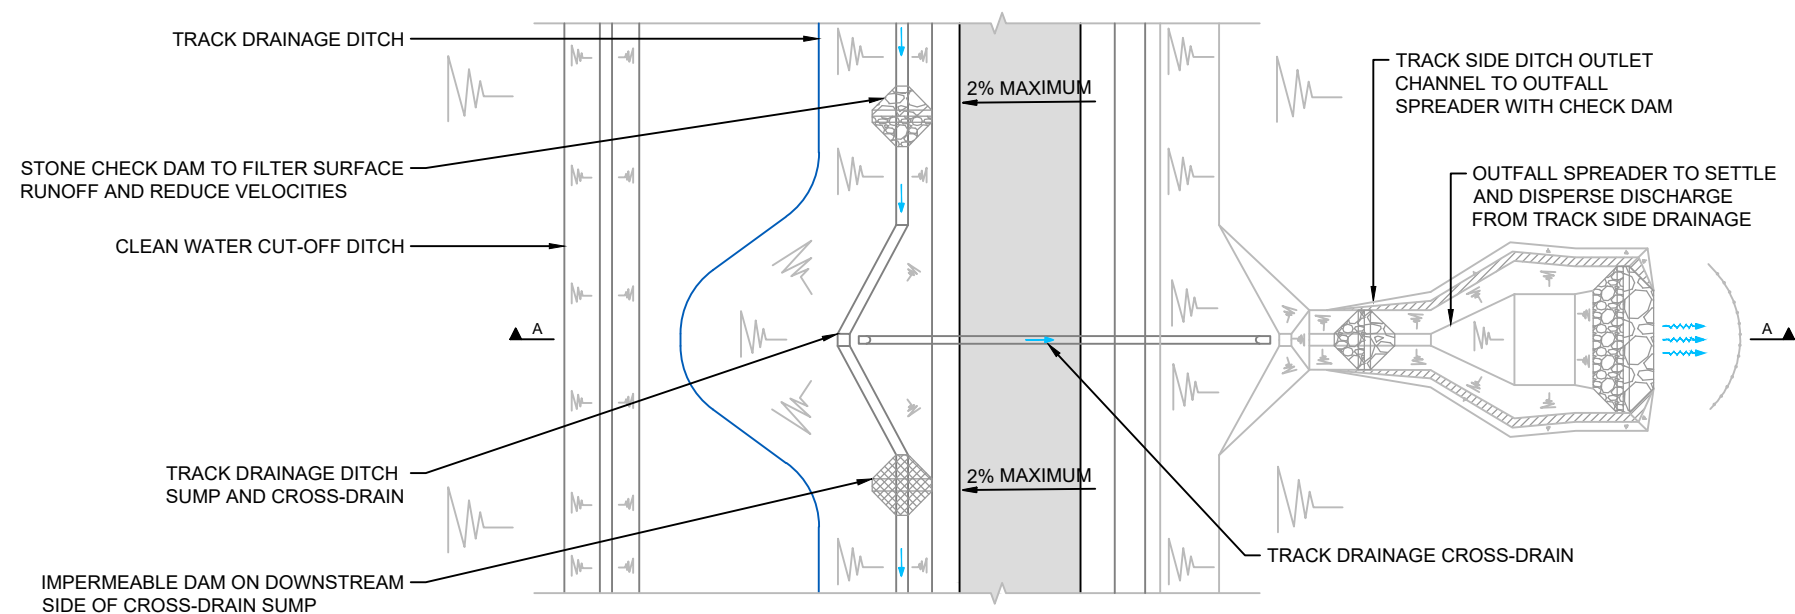 TRACK DRAINAGE DITCH
STONE CHECK DAM TO FILTER SURFACE
RUNOFF AND REDUCE VELOCITIES
CLEAN WATER CUT-OFF DITCH
A
TRACK DRAINAGE DITCH
SUMP AND CROSS-DRAIN
IMPERMEABLE DAM ON DOWNSTREAM
SIDE OF CROSS-DRAIN SUMP
2% MAXIMUM
2% MAXIMUM
TRACK SIDE DITCH OUTLET
CHANNEL TO OUTFALL
SPREADER WITH CHECK DAM
OUTFALL SPREADER TO SETTLE
AND DISPERSE DISCHARGE
FROM TRACK SIDE DRAINAGE
A
TRACK DRAINAGE CROSS-DRAIN